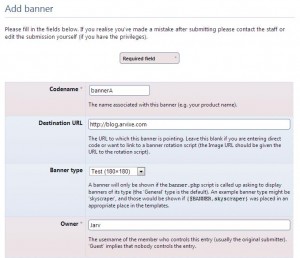 Add banner
Please fill in the fields below. If you realise you've made a mistake after submitting please contact the staff or
edit the submission yourself (if you have the privileges).
Required field *
Codename *
bannerA
The name associated with this banner (e.g. your product name).
Destination URL
http://blog.arvixe.com
The URL to which this banner is pointing. Leave this blank if you are entering direct
code or want to link to a banner rotation script (the Image URL should be given
the URL to the rotation script).
Banner type
Test (180×180)
A banner will only be shown if the banner.php script is called up asking to display
banners of its type (the 'General' type is the default). An example banner type might be
'skyscraper', and those would be shown if {$BANNER,skyscraper} was placed in an
appropriate place in the templates.
Owner *
Jarv
The username of the member who controls this entry (usually the original submitter).
'Guest' implies that nobody controls the entry.